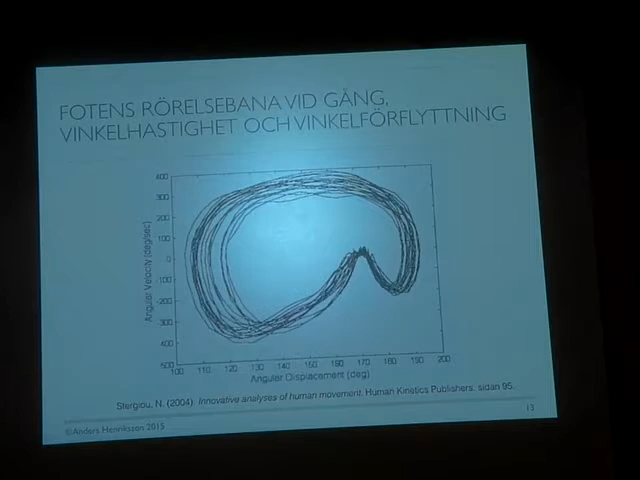 FOTENS RÖRELSEBANA VID GÅNG,
VINKELHASTIGHET OCH VINKELFÖRFLYTTNING
400
300
200
100
0
-100
-200
300
400
-500
Angular Velocity (deg/sec)
100 110 120 130 140 150 160 170 180 190 200
Angular Displacement (deg)
Stergiou, N. (2004) Innovative analyses of human movement. Human Kinetics Publishers. sidan 95.
13
©Anders Henriksson 2015